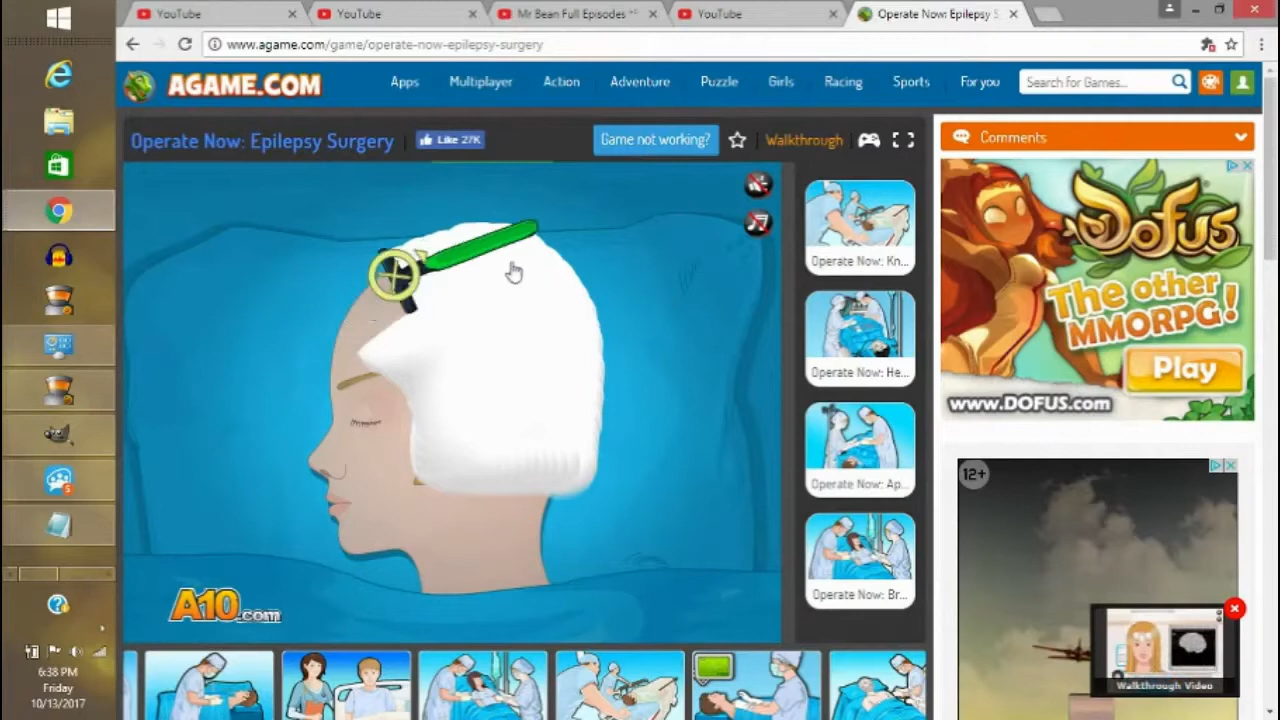 YouTube
YouTube
Mr Bean Full Episodes
YouTube
Operate Now: Epilepsy S
www.agame.com/game/operate-now-epilepsy-surgery
AGAME.COM
Apps
Multiplayer
Action
Adventure
Puzzle
Girls
Racing
Sports
For you
Search for Games...
Operate Now: Epilepsy Surgery
Like 27K
Game not working?
Walkthrough
Comments
Operate Now: Kn...
Operate Now: He...
Operate Now: Ap...
Operate Now: Br...
A10.com
DOFUS
The other
MMORPG!
Play
www.DOFUS.com
12+
Walkthrough Video
5
6:38 PM
Friday
10/13/2017